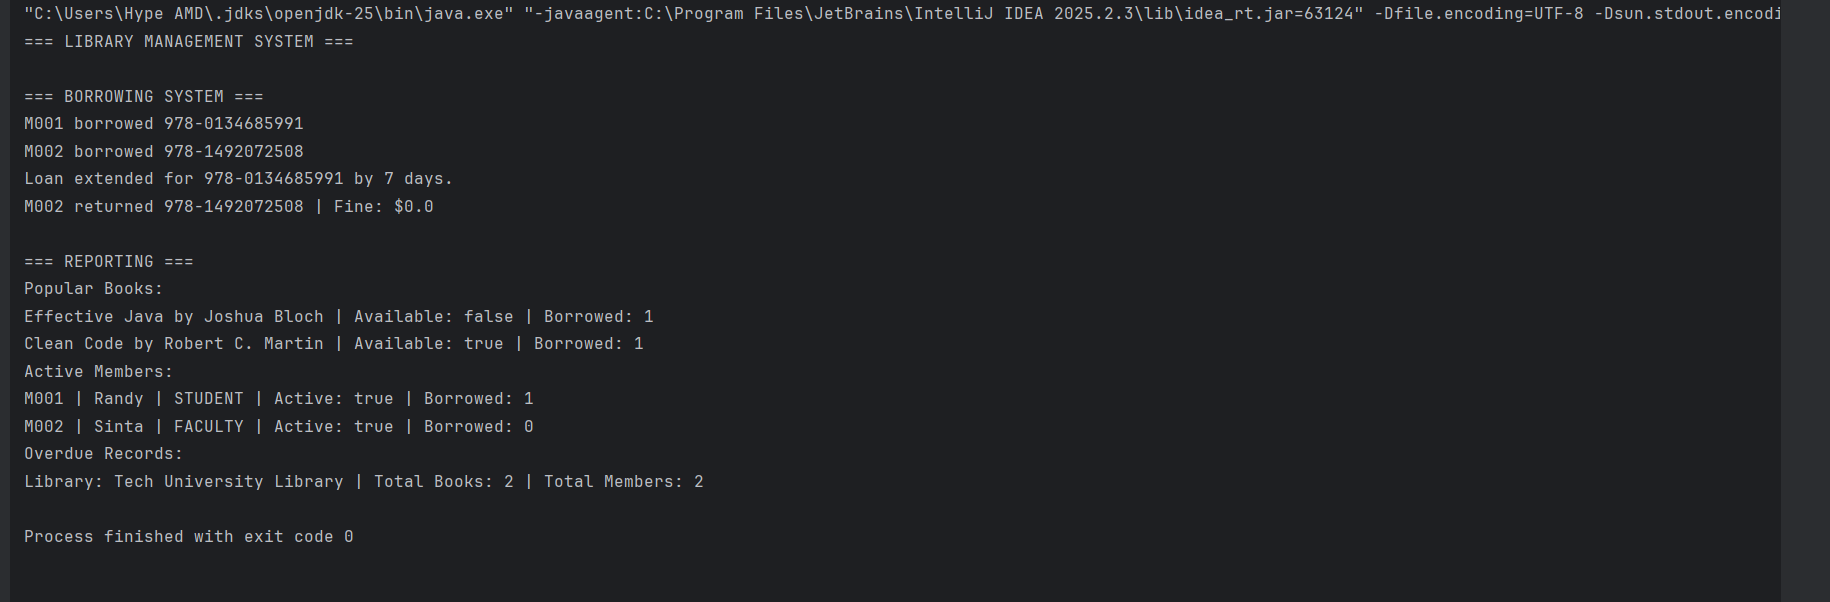 "C:\Users\Hype AMD\.jdks\openjdk-25\bin\java.exe" "-javaagent:C:\Program Files\JetBrains\IntelliJ IDEA 2025.2.3\lib\idea_rt.jar=63124" -Dfile.encoding=UTF-8 -Dsun.stdout.encodi
=== LIBRARY MANAGEMENT SYSTEM ===
=== BORROWING SYSTEM ===
M001 borrowed 978-0134685991
M002 borrowed 978-1492072508
Loan extended for 978-0134685991 by 7 days.
M002 returned 978-1492072508 | Fine: $0.0
=== REPORTING ===
Popular Books:
Effective Java by Joshua Bloch | Available: false | Borrowed: 1
Clean Code by Robert C. Martin | Available: true | Borrowed: 1
Active Members:
M001 | Randy | STUDENT | Active: true | Borrowed: 1
M002 | Sinta | FACULTY | Active: true | Borrowed: 0
Overdue Records:
Library: Tech University Library | Total Books: 2 | Total Members: 2
Process finished with exit code 0